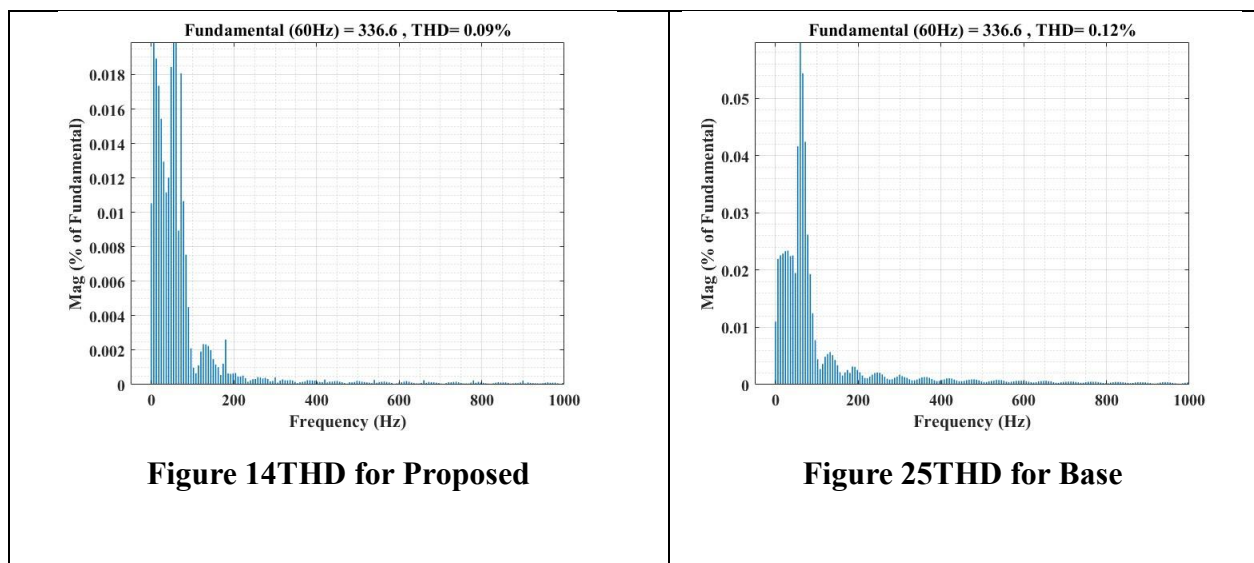 Fundamental (60Hz) = 336.6 , THD= 0.09%
0.018
0.016
0.014
0.012
0.01
0.008
0.006
0.004
0.002
0
Mag (% of Fundamental)
0 200 400 600 800 1000
Frequency (Hz)
Figure 14THD for Proposed
Fundamental (60Hz) = 336.6 , THD= 0.12%
0.05
0.04
0.03
0.02
0.01
0
Mag (% of Fundamental)
0 200 400 600 800 1000
Frequency (Hz)
Figure 25THD for Base